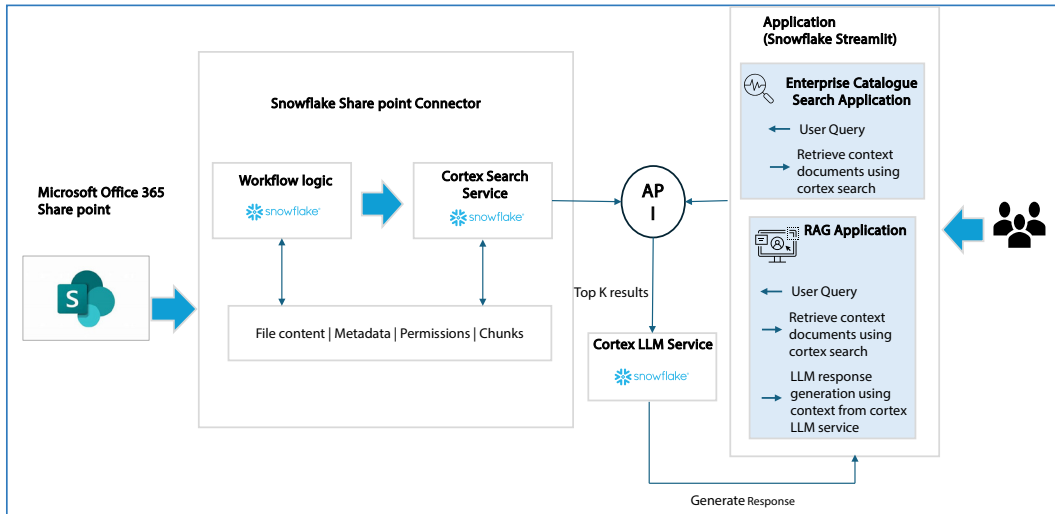 Microsoft Office 365
Share point
S
Snowflake Share point Connector
Workflow logic
snowflake®
Cortex Search
Service
snowflake®
File content | Metadata | Permissions | Chunks
AP
I
Top K results
Cortex LLM Service
snowflake®
Generate Response
Application
(Snowflake Streamlit)
Enterprise Catalogue
Search Application
User Query
Retrieve context
documents using
cortex search
RAG Application
User Query
Retrieve context
documents using
cortex search
LLM response
generation using
context from cortex
LLM service